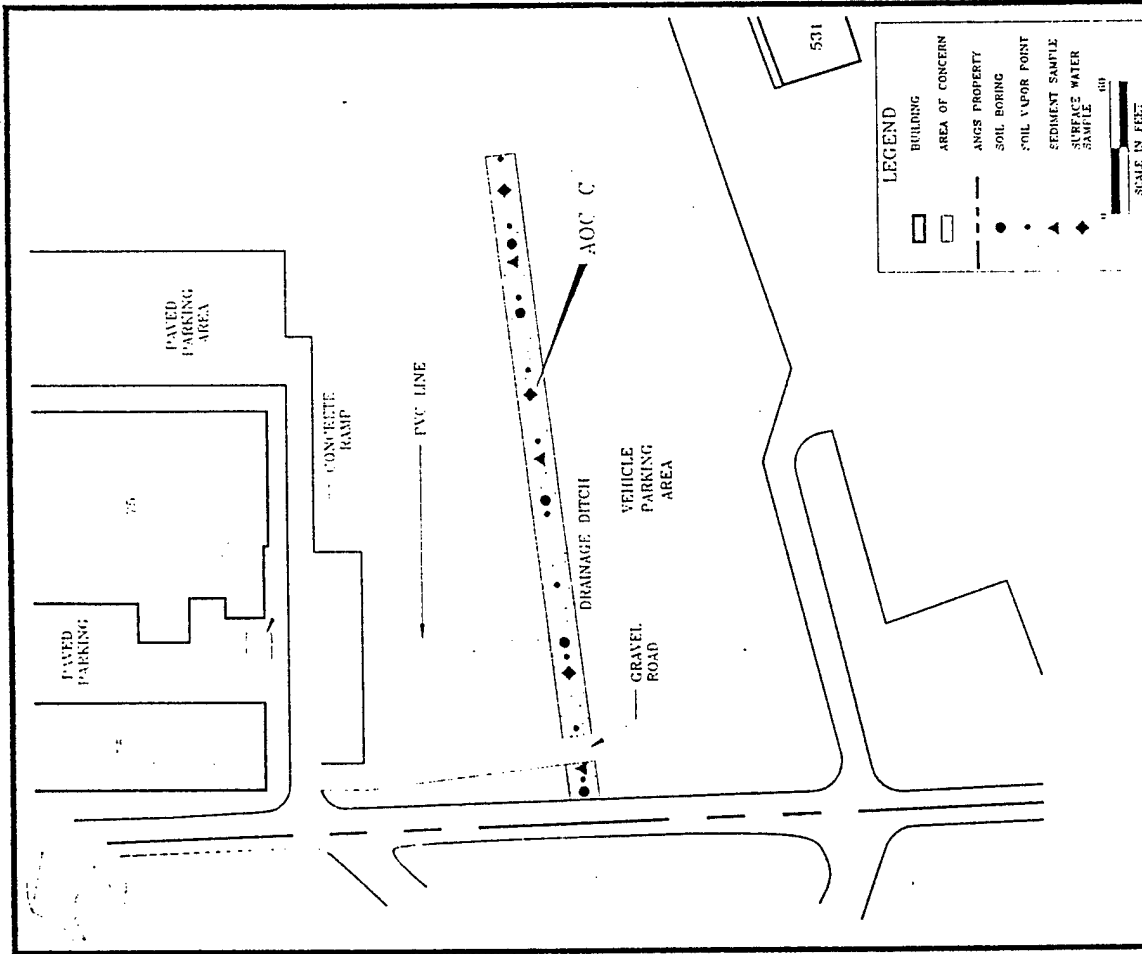 PAVED
PARKING
AREA
CONCRETE
RAMP
PVC LINE
PAVED
PARKING
AOC C
DRAINAGE DITCH
VEHICLE
PARKING
AREA
GRAVEL
ROAD
531
LEGEND
BUILDING
AREA OF CONCERN
ANGS PROPERTY
SOIL BORING
SOIL VAPOR POINT
SEDIMENT SAMPLE
SURFACE WATER
SAMPLE
0 60
SCALE IN FEET